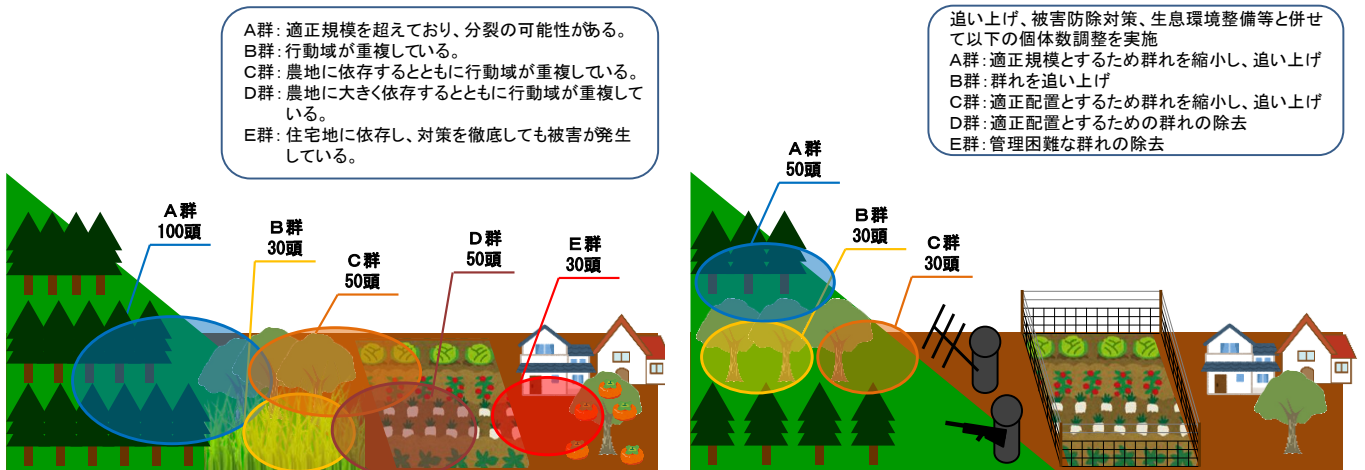 A群：適正規模を超えており、分裂の可能性がある。
B群：行動域が重複している。
C群：農地に依存するとともに行動域が重複している。
D群：農地に大きく依存するとともに行動域が重複して
いる。
E群：住宅地に依存し、対策を徹底しても被害が発生
している。
A群
100頭
B群
30頭
C群
50頭
D群
50頭
E群
30頭
追い上げ、被害防除対策、生息環境整備等と併せ
て以下の個体数調整を実施
A群：適正規模とするため群れを縮小し、追い上げ
B群：群れを追い上げ
C群：適正配置とするため群れを縮小し、追い上げ
D群：適正配置とするための群れの除去
E群：管理困難な群れの除去
A群
50頭
B群
30頭
C群
30頭